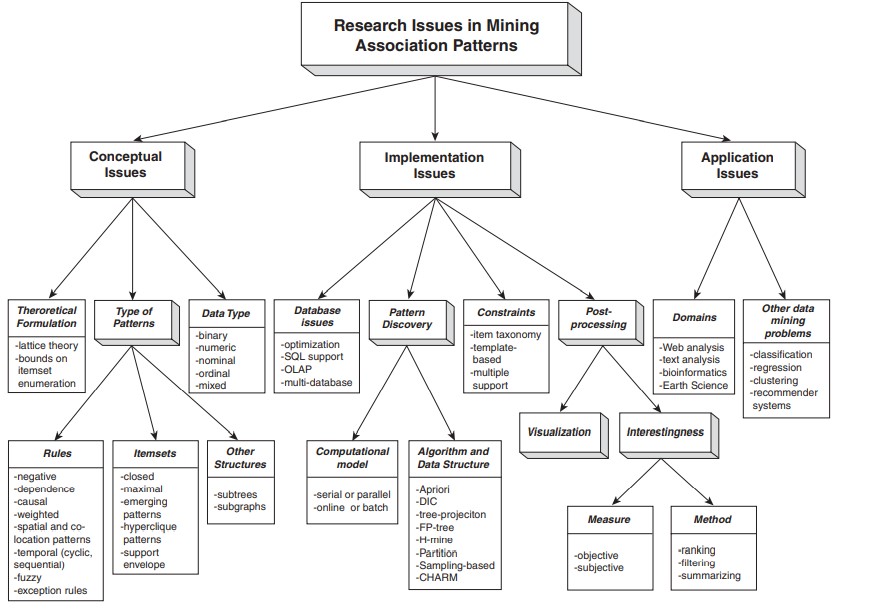 Research Issues in Mining
Association Patterns
Conceptual
Issues
Implementation
Issues
Application
Issues
Theroretical
Formulation
-lattice theory
-bounds on
itemset
enumeration
Type of
Patterns
Data Type
-binary
-numeric
-nominal
-ordinal
-mixed
Database
issues
-optimization
-SQL support
-OLAP
-multi-database
Pattern
Discovery
Constraints
-item taxonomy
-template-
based
-multiple
support
Post-
processing
Domains
-Web analysis
-text analysis
-bioinformatics
-Earth Science
Other data
mining
problems
-classification
-regression
-clustering
-recommender
systems
Visualization
Interestingness
Rules
-negative
-dependence
-causal
-weighted
-spatial and co-
location patterns
-temporal (cyclic,
sequential)
-fuzzy
-exception rules
Itemsets
-closed
-maximal
-emerging
patterns
-hyperclique
patterns
-support
envelope
Other
Structures
-subtrees
-subgraphs
Computational
model
-serial or parallel
-online or batch
Algorithm and
Data Structure
-Apriori
-DIC
-tree-projeciton
-FP-tree
-H-mine
-Partition
-Sampling-based
-CHARM
Measure
-objective
-subjective
Method
-ranking
-filtering
-summarizing